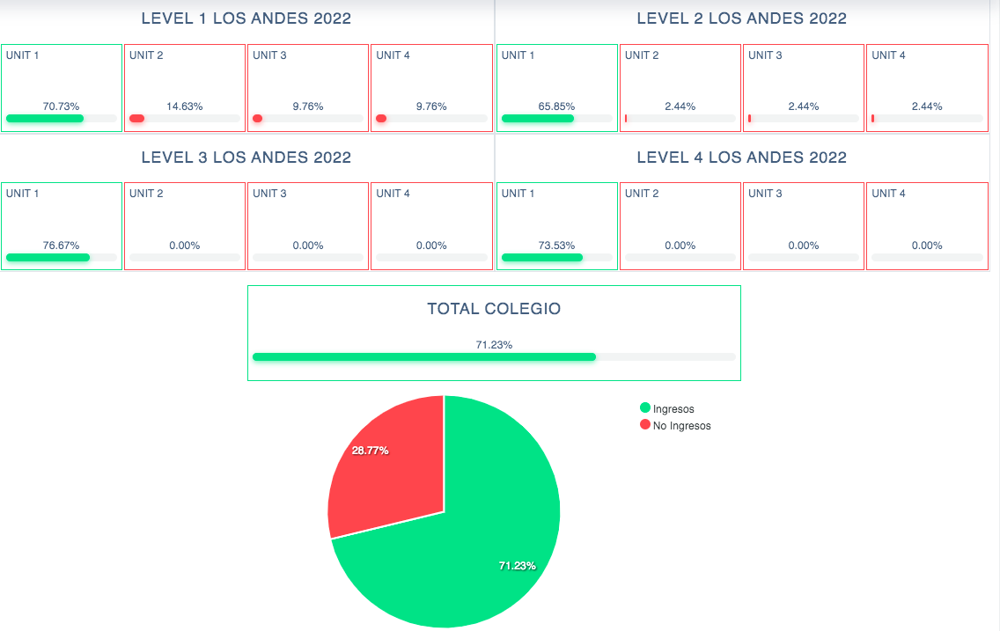 LEVEL 1 LOS ANDES 2022
UNIT 1
70.73%
UNIT 2
14.63%
UNIT 3
9.76%
UNIT 4
9.76%
LEVEL 2 LOS ANDES 2022
UNIT 1
65.85%
UNIT 2
2.44%
UNIT 3
2.44%
UNIT 4
2.44%
LEVEL 3 LOS ANDES 2022
UNIT 1
76.67%
UNIT 2
0.00%
UNIT 3
0.00%
UNIT 4
0.00%
LEVEL 4 LOS ANDES 2022
UNIT 1
73.53%
UNIT 2
0.00%
UNIT 3
0.00%
UNIT 4
0.00%
TOTAL COLEGIO
71.23%
Ingresos
No Ingresos
28.77%
71.23%